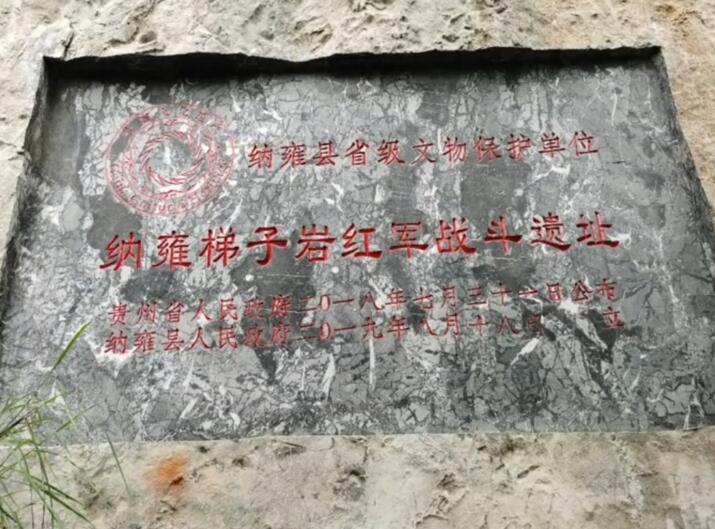 纳雍县省级文物保护单位
纳雍梯子岩红军战斗遗址
贵州省人民政府二〇一八年七月三十一日公布
纳雍县人民政府二〇一九年八月十八日 立